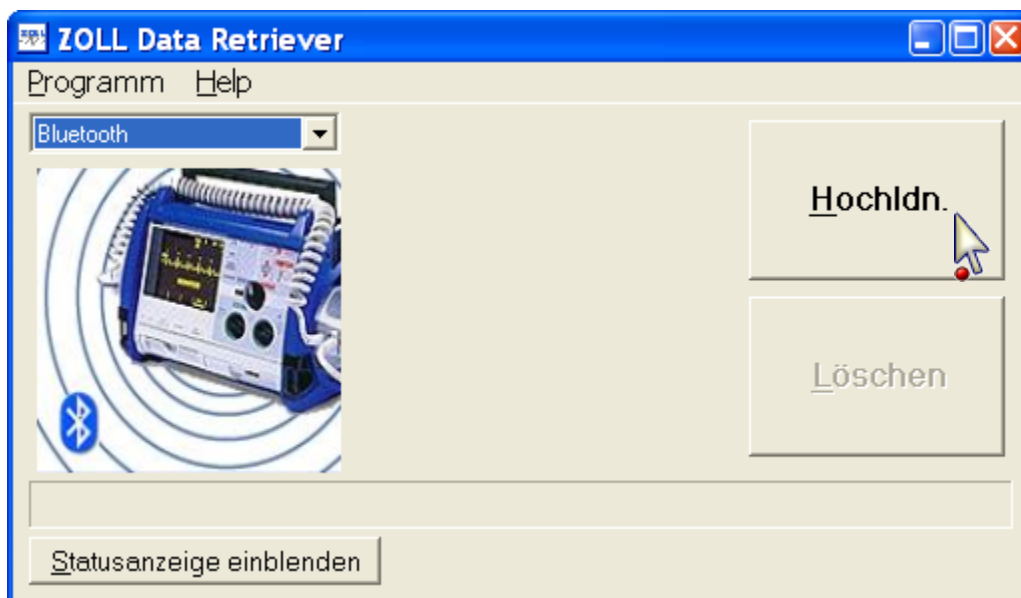 ZOLL Data Retriever
Programm Help
Bluetooth
Hochldn.
Löschen
Statusanzeige einblenden